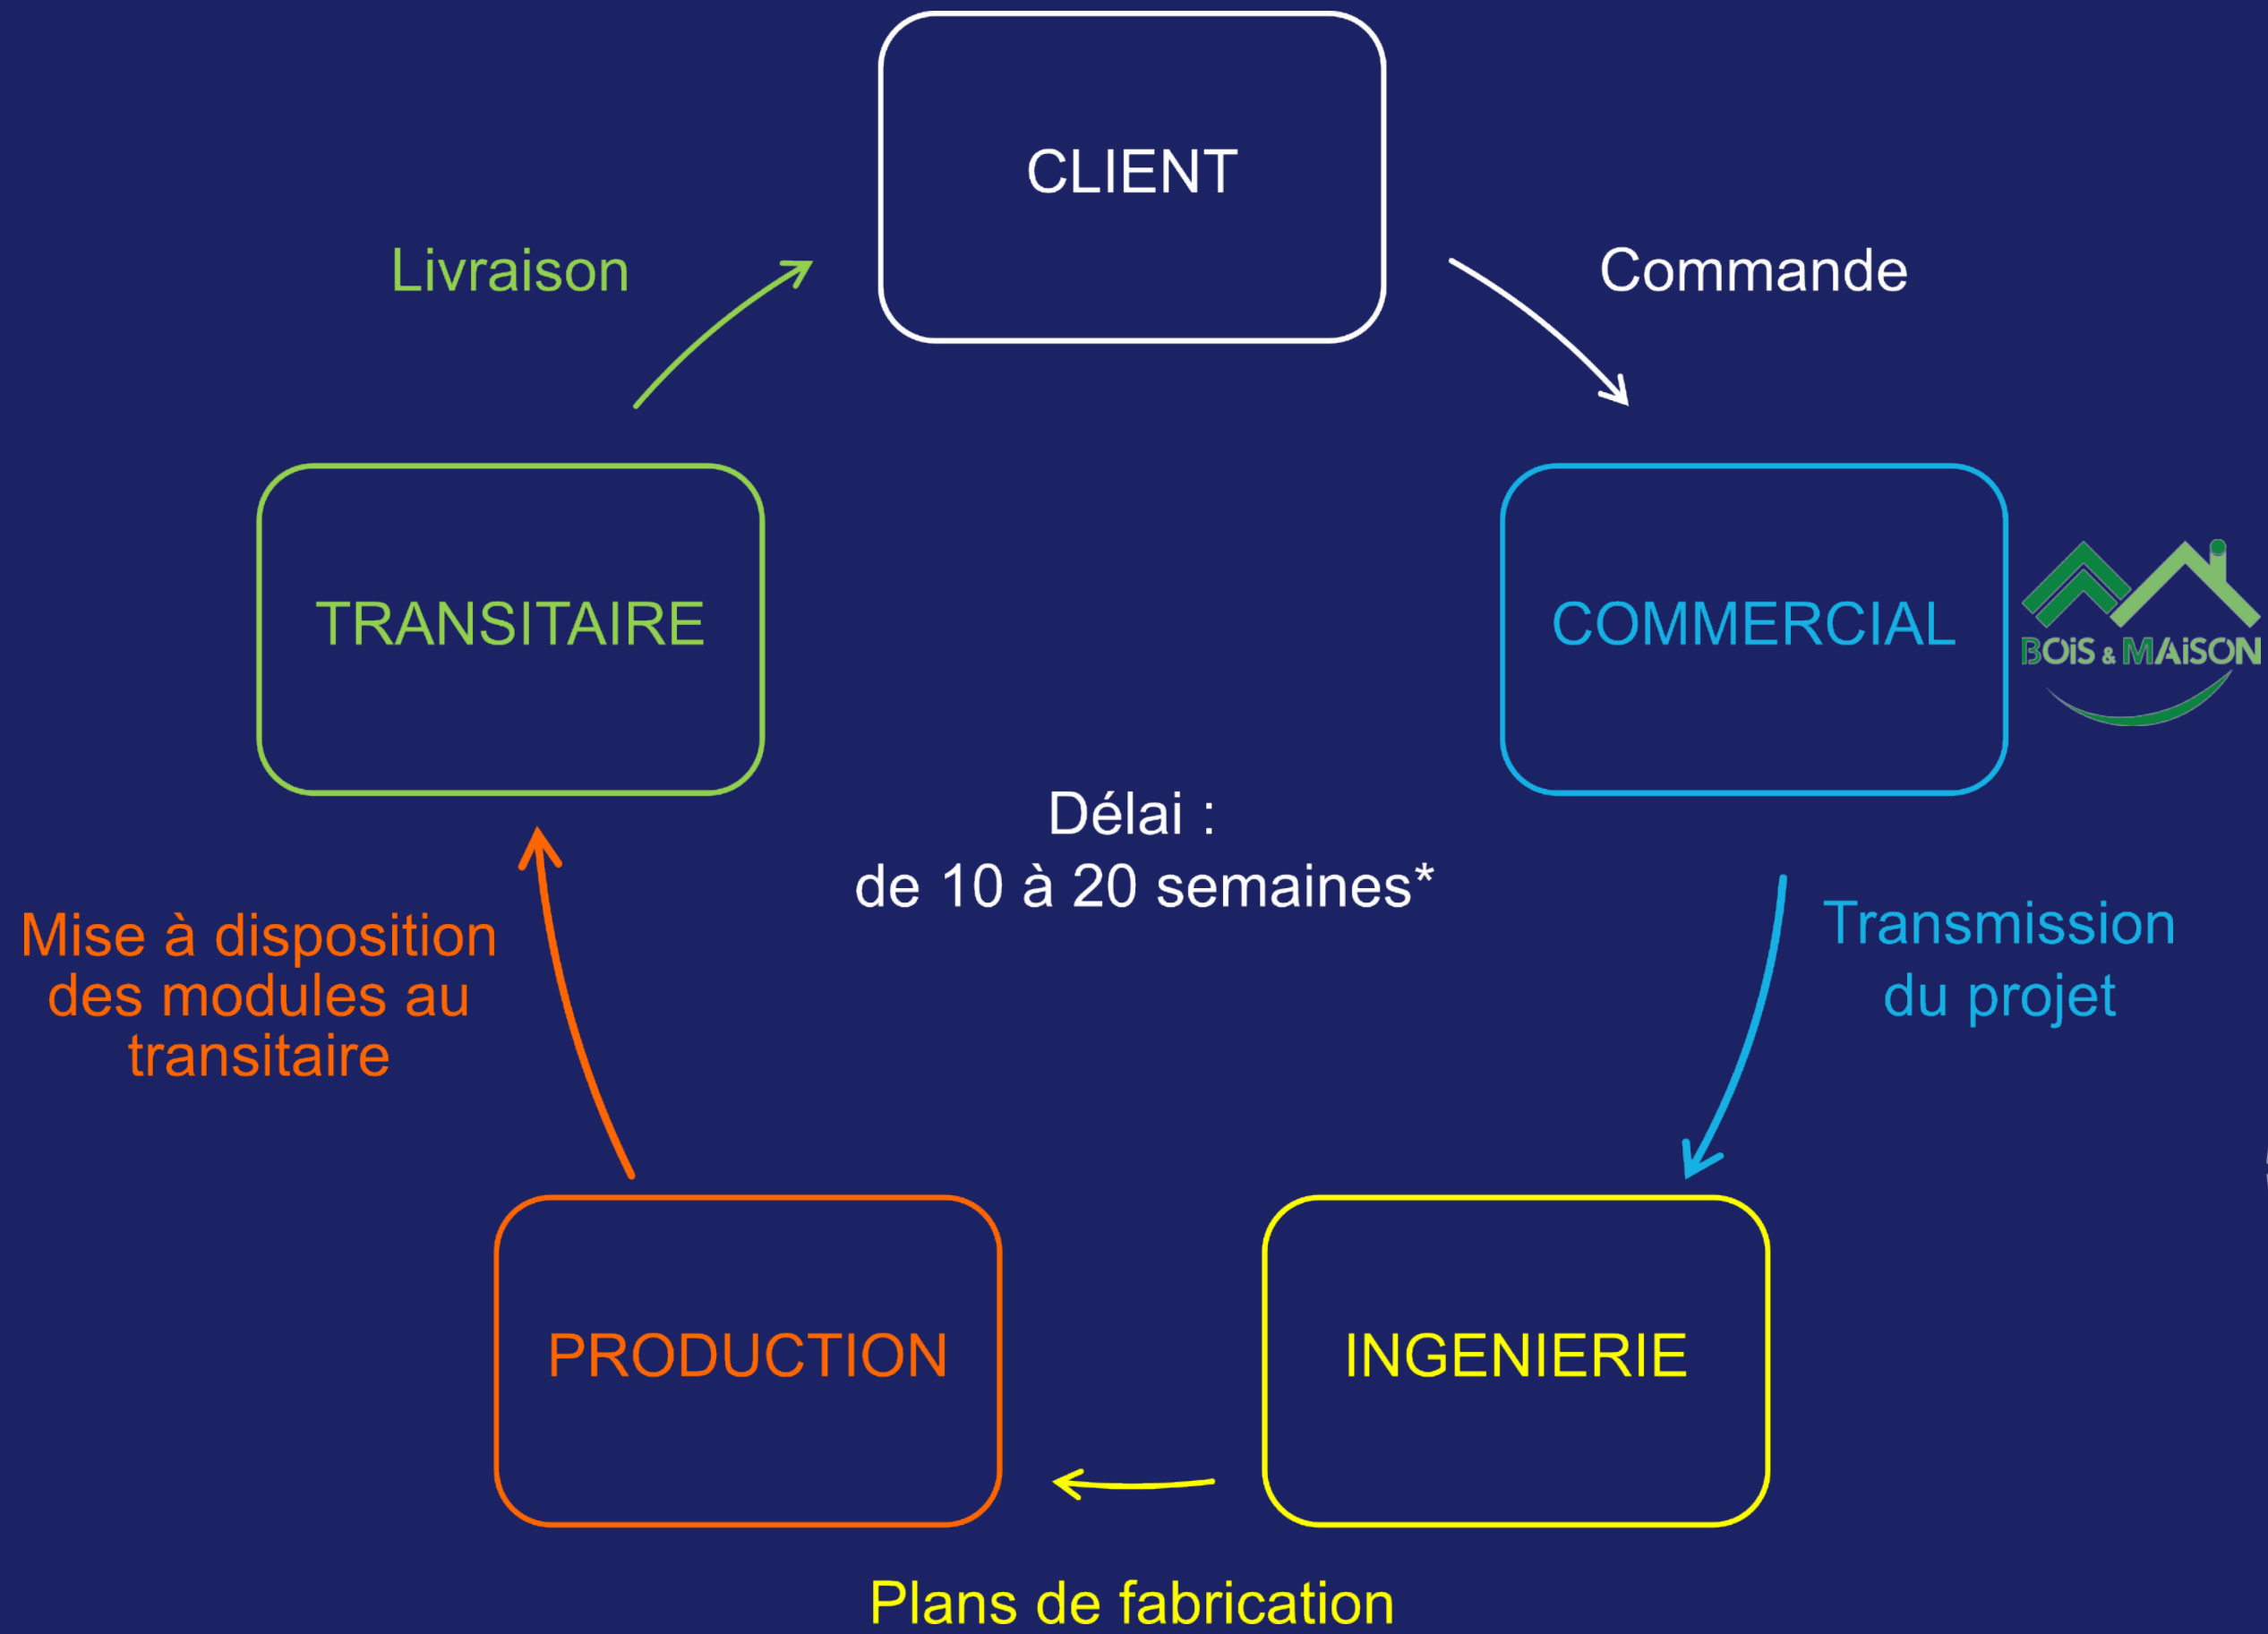 CLIENT
Livraison
Commande
TRANSITAIRE
COMMERCIAL
BOiS & MAiSON
Délai :
de 10 à 20 semaines*
Mise à disposition
des modules au
transitaire
Transmission
du projet
PRODUCTION
INGENIERIE
Plans de fabrication